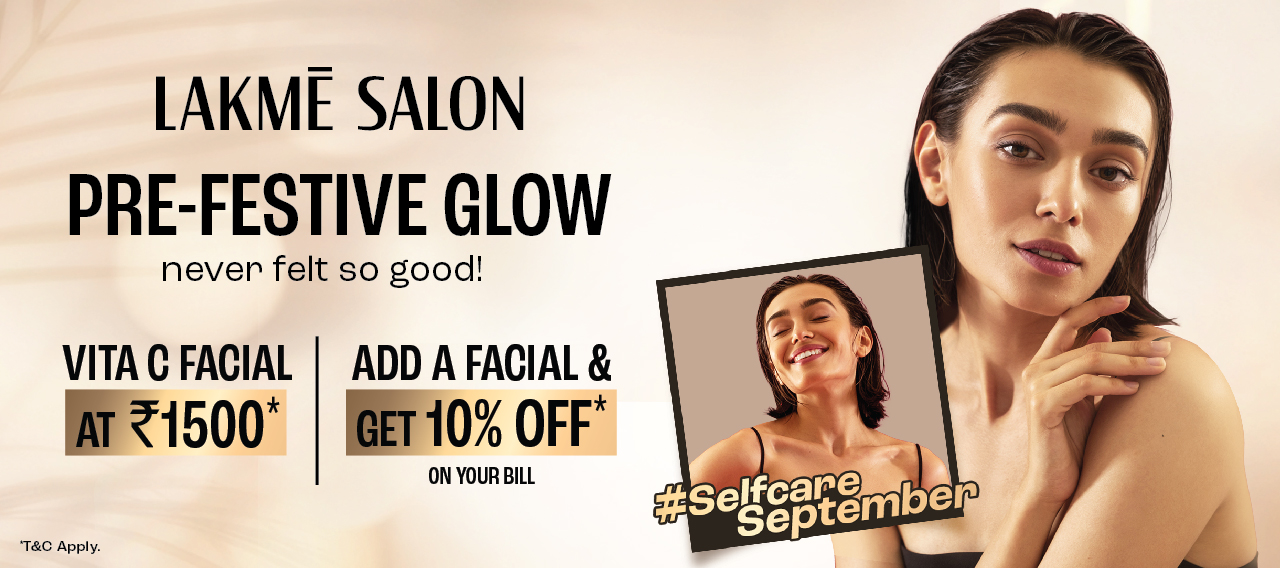 LAKMĒ SALON
PRE-FESTIVE GLOW
never felt so good!
VITA C FACIAL
AT ₹1500*
ADD A FACIAL &
GET 10% OFF*
ON YOUR BILL
#Selfcare
September
*T&C Apply.